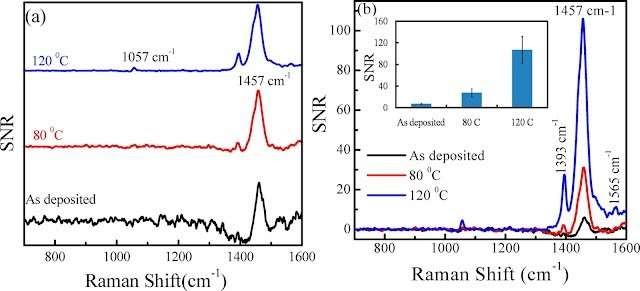 (a)
120 ⁰C
1057 cm⁻¹
1457 cm⁻¹
80 ⁰C
As deposited
SNR
800 1000 1200 1400 1600
Raman Shift(cm⁻¹)
(b)
1457 cm-1
160
120
80
40
0
SNR
As deposited 80 C 120 C
100
80
60
40
20
0
SNR
1393 cm⁻¹
1565 cm⁻¹
As deposited
80 ⁰C
120 ⁰C
800 1000 1200 1400 1600
Raman Shift (cm⁻¹)